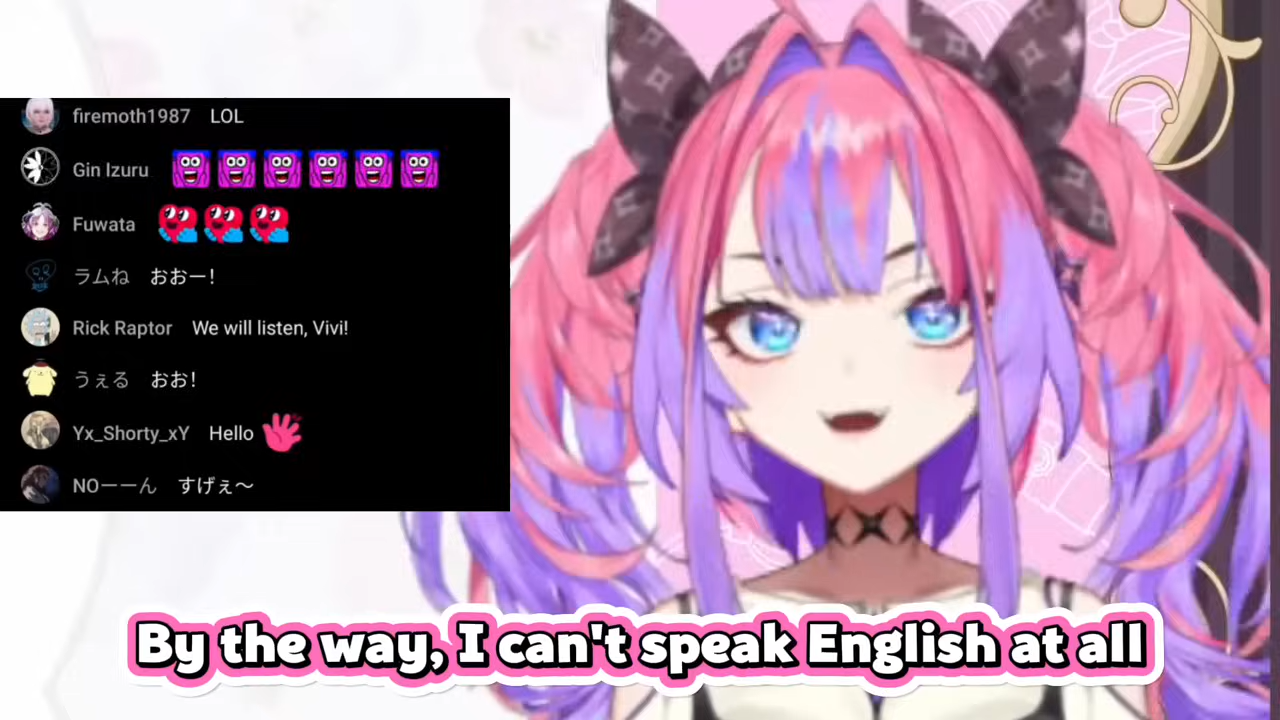 firemoth1987 LOL
Gin Izuru
Fuwata
ラムね おおー!
Rick Raptor We will listen, Vivi!
うぇる おお!
Yx_Shorty_xY Hello
NOーーん すげぇ〜
By the way, I can't speak English at all